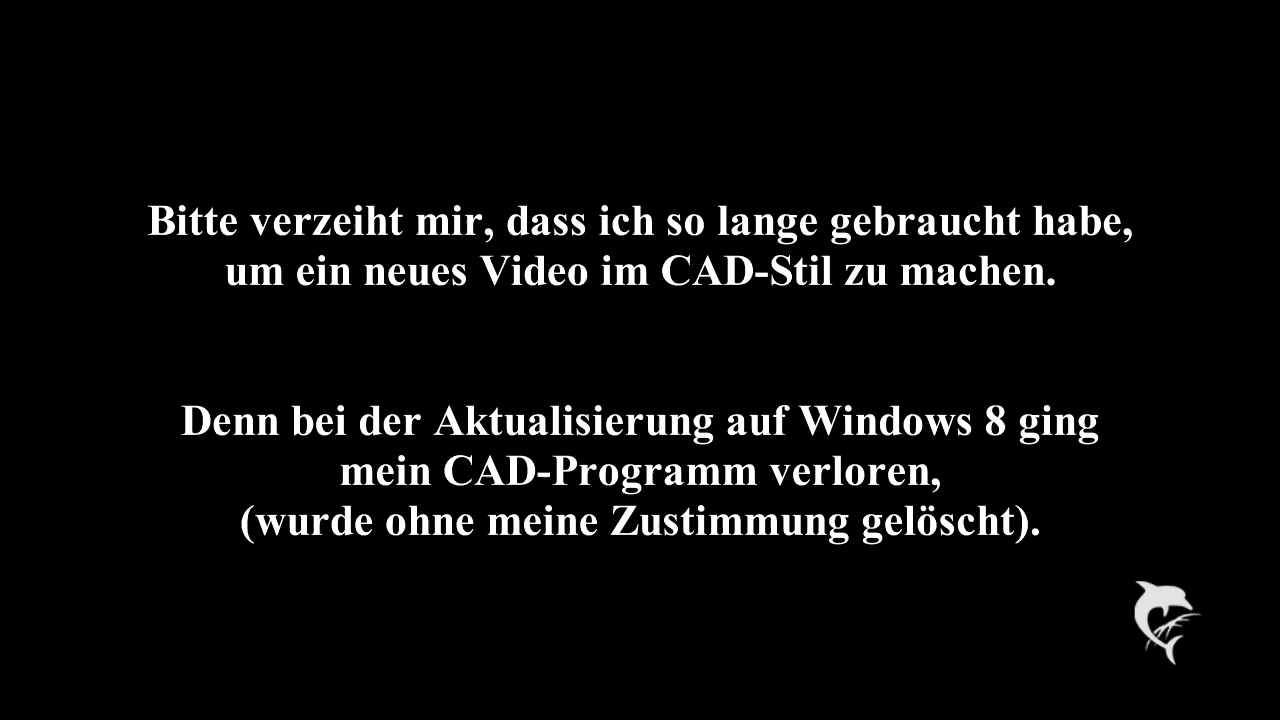 Bitte verzeiht mir, dass ich so lange gebraucht habe,
um ein neues Video im CAD-Stil zu machen.
Denn bei der Aktualisierung auf Windows 8 ging
mein CAD-Programm verloren,
(wurde ohne meine Zustimmung gelöscht).